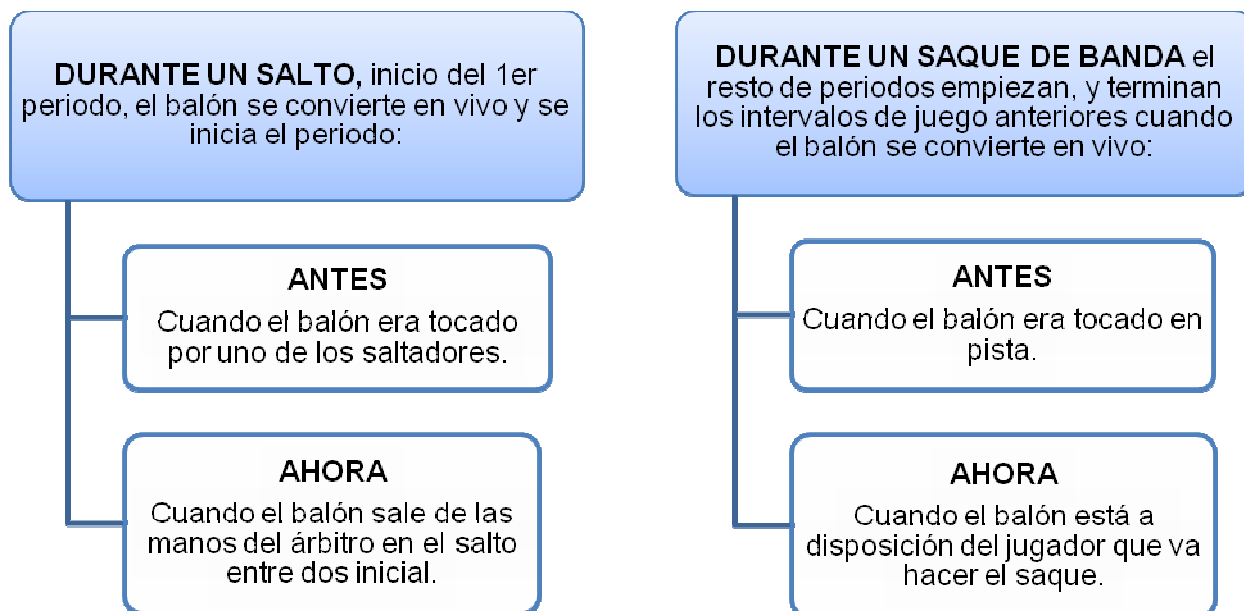 DURANTE UN SALTO, inicio del 1er
periodo, el balón se convierte en vivo y se
inicia el periodo:
ANTES
Cuando el balón era tocado
por uno de los saltadores.
AHORA
Cuando el balón sale de las
manos del árbitro en el salto
entre dos inicial.
DURANTE UN SAQUE DE BANDA el
resto de periodos empiezan, y terminan
los intervalos de juego anteriores cuando
el balón se convierte en vivo:
ANTES
Cuando el balón era tocado en
pista.
AHORA
Cuando el balón está a
disposición del jugador que va
hacer el saque.